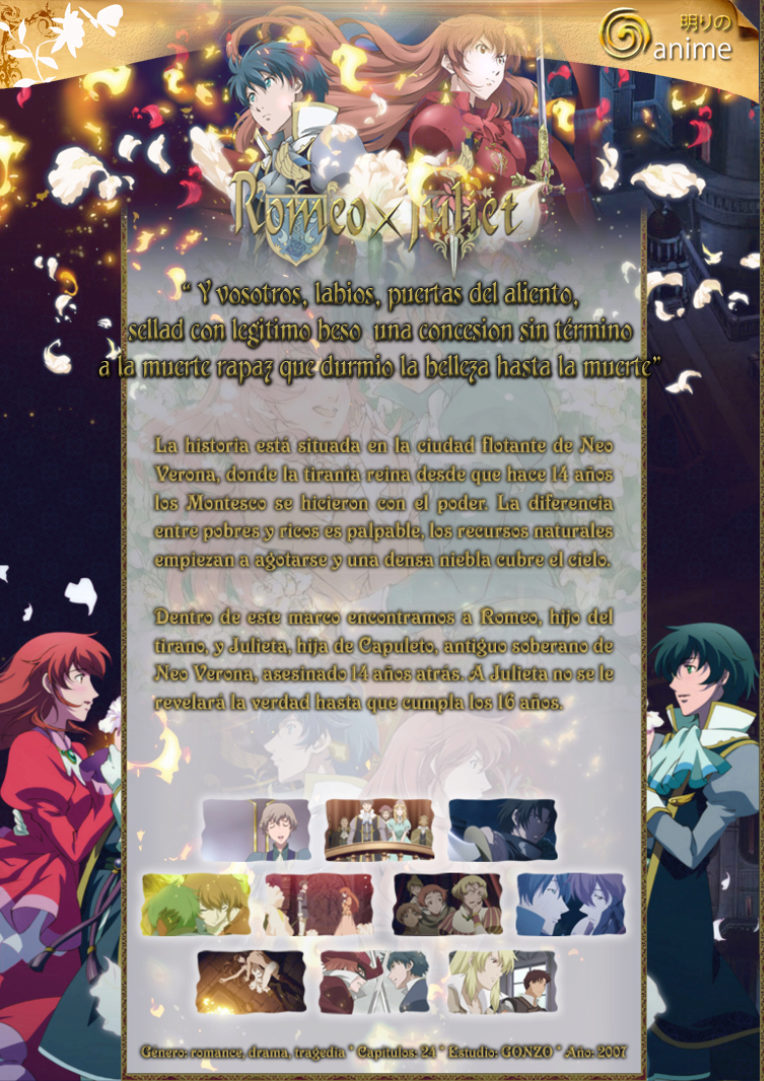 明りの
anime
Romeo x Juliet
“ Y vosotros, labios, puertas del aliento,
sellad con legitimo beso una concesion sin término
a la muerte rapaz que durmio la belleza hasta la muerte”
La historia está situada en la ciudad flotante de Neo
Verona, donde la tirania reina desde que hace 14 años
los Montesco se hicieron con el poder. La diferencia
entre pobres y ricos es palpable, los recursos naturales
empiezan a agotarse y una densa niebla cubre el cielo.
Dentro de este marco encontramos a Romeo, hijo del
tirano, y Julieta, hija de Capuleto, antiguo soberano de
Neo Verona, asesinado 14 años atrás. A Julieta no se le
revelará la verdad hasta que cumpla los 16 años.
Género: romance, drama, tragedia * Capitulos: 24 * Estudio: GONZO * Año: 2007